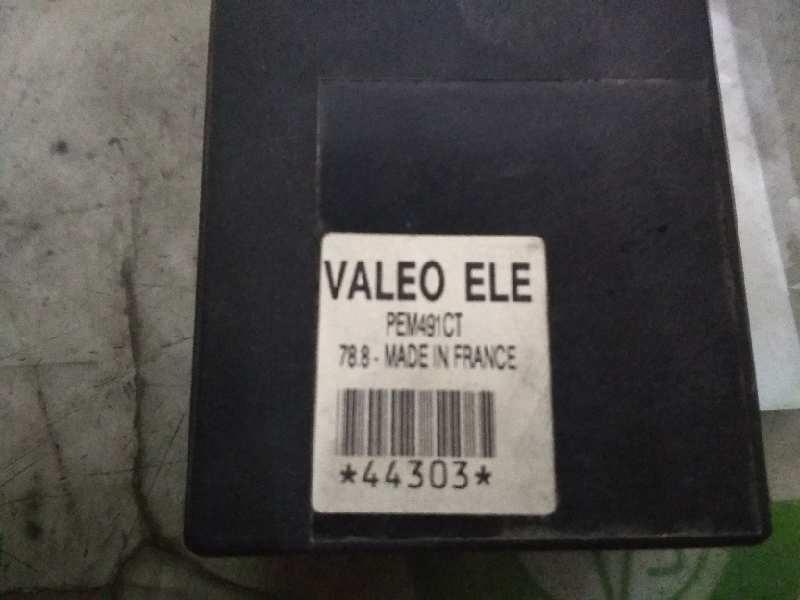 VALEO ELE
PEM491CT
78.8 - MADE IN FRANCE
*44303*